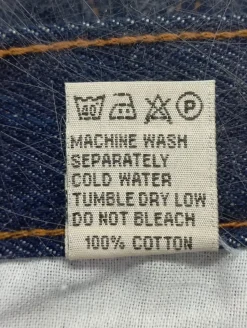 40 P
MACHINE WASH
SEPARATELY
COLD WATER
TUMBLE DRY LOW
DO NOT BLEACH
100% COTTON